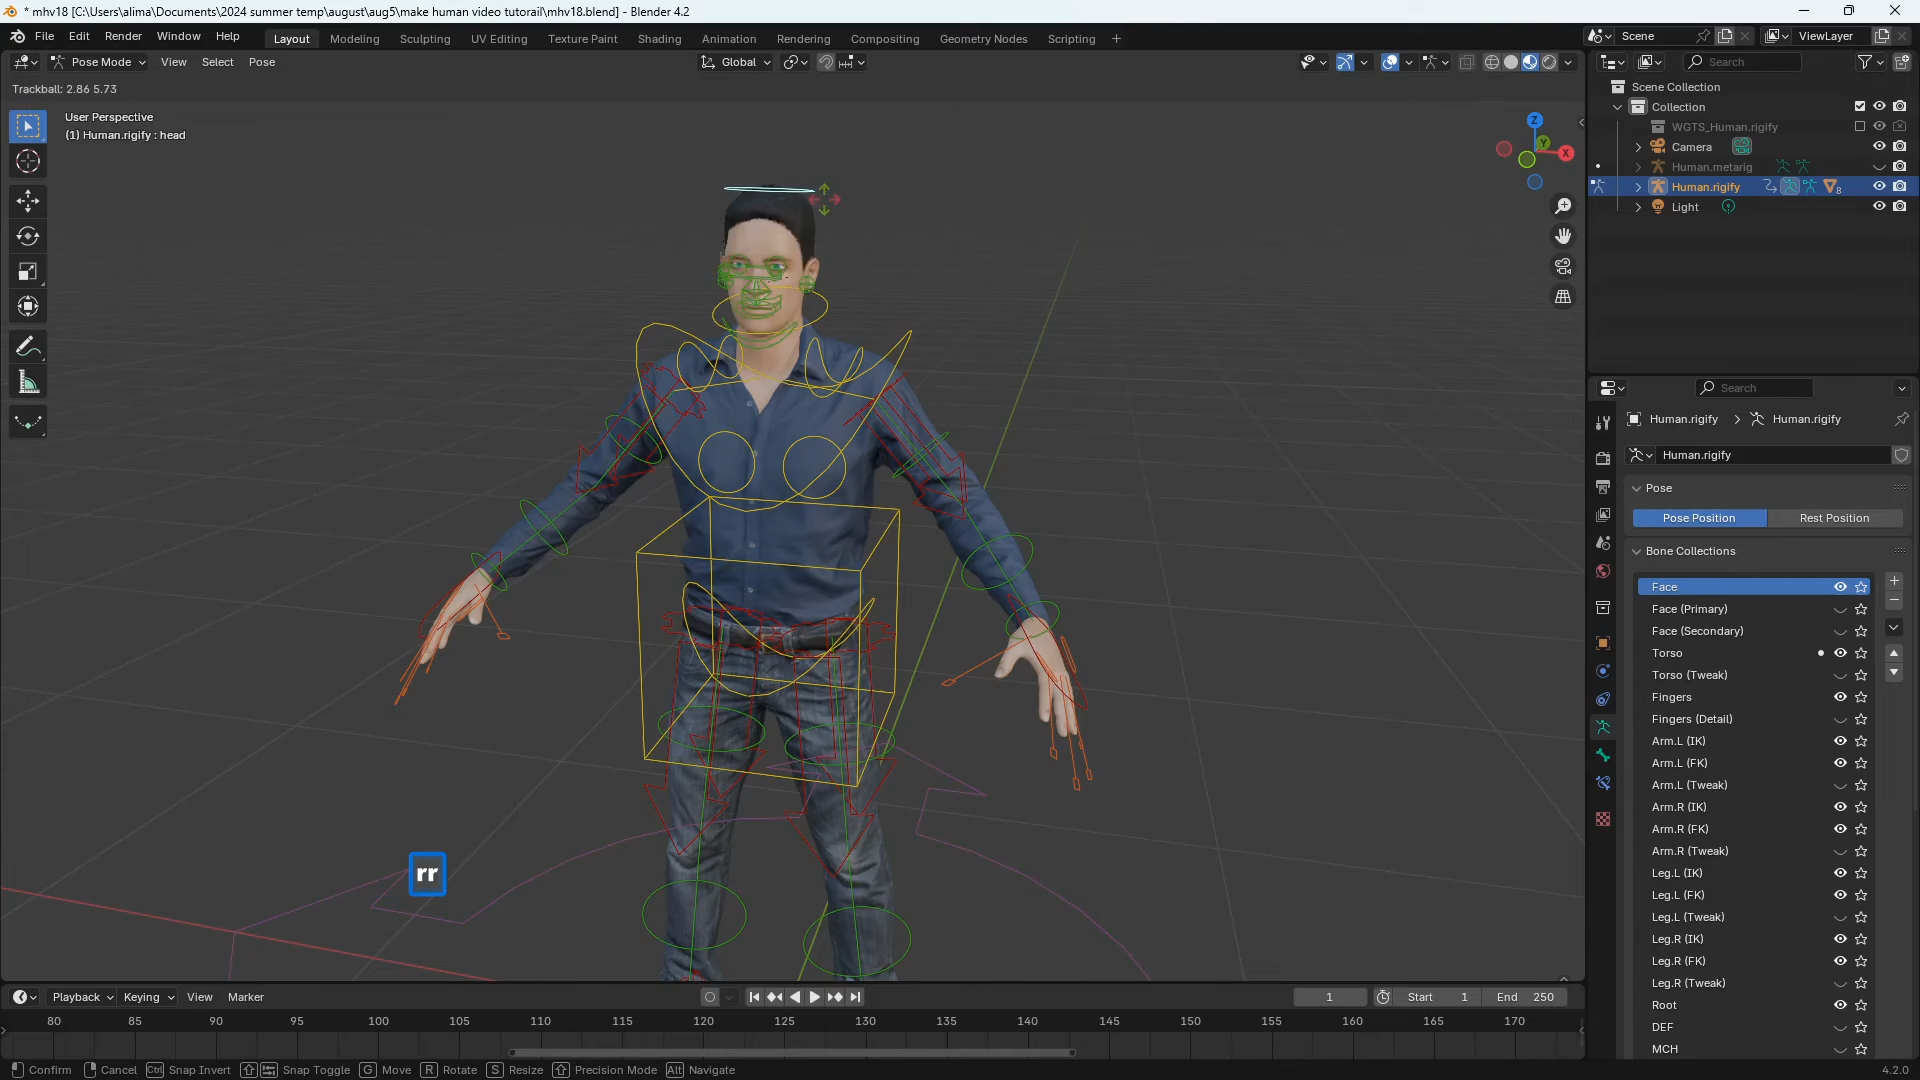 * mhv18 [C:\Users\alima\Documents\2024 summer temp\august\aug5\make human video tutorail\mhv18.blend] - Blender 4.2
File Edit Render Window Help
Layout Modeling Sculpting UV Editing Texture Paint Shading Animation Rendering Compositing Geometry Nodes Scripting +
Scene
ViewLayer
Pose Mode View Select Pose
Global
Search
Trackball: 2.86 5.73
User Perspective
(1) Human.rigify : head
Z
Y
X
Scene Collection
Collection
WGTS_Human.rigify
Camera
Human.metarig
Human.rigify
8
Light
Search
Human.rigify > Human.rigify
Human.rigify
Pose
Pose Position Rest Position
Bone Collections
Face
Face (Primary)
Face (Secondary)
Torso
Torso (Tweak)
Fingers
Fingers (Detail)
Arm.L (IK)
Arm.L (FK)
Arm.L (Tweak)
Arm.R (IK)
Arm.R (FK)
Arm.R (Tweak)
Leg.L (IK)
Leg.L (FK)
Leg.L (Tweak)
Leg.R (IK)
Leg.R (FK)
Leg.R (Tweak)
Root
DEF
MCH
rr
Playback Keying View Marker
1
Start 1
End 250
80 85 90 95 100 105 110 115 120 125 130 135 140 145 150 155 160 165 170
Confirm Cancel Ctrl Snap Invert Snap Toggle G Move R Rotate S Resize Precision Mode Alt Navigate
4.2.0